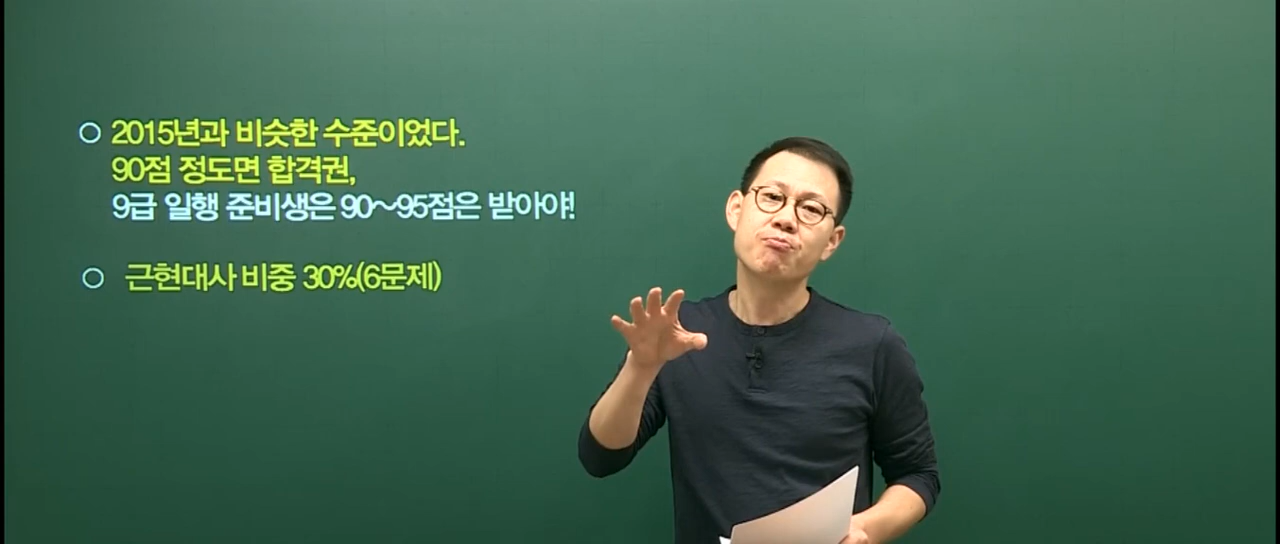 ○ 2015년과 비슷한 수준이었다.
90점 정도면 합격권,
9급 일행 준비생은 90~95점은 받아야!
○ 근현대사 비중 30%(6문제)